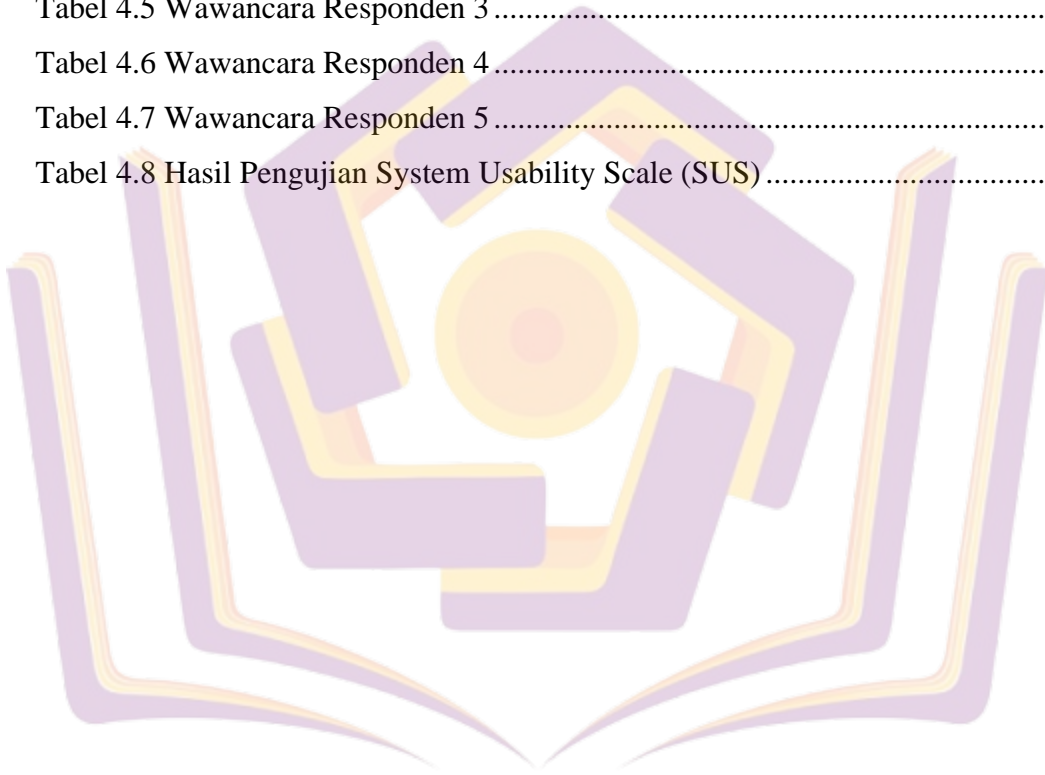 Tabel 4.5 Wawancara Responden 3.......................................................................
Tabel 4.6 Wawancara Responden 4.......................................................................
Tabel 4.7 Wawancara Responden 5.......................................................................
Tabel 4.8 Hasil Pengujian System Usability Scale (SUS)...................................